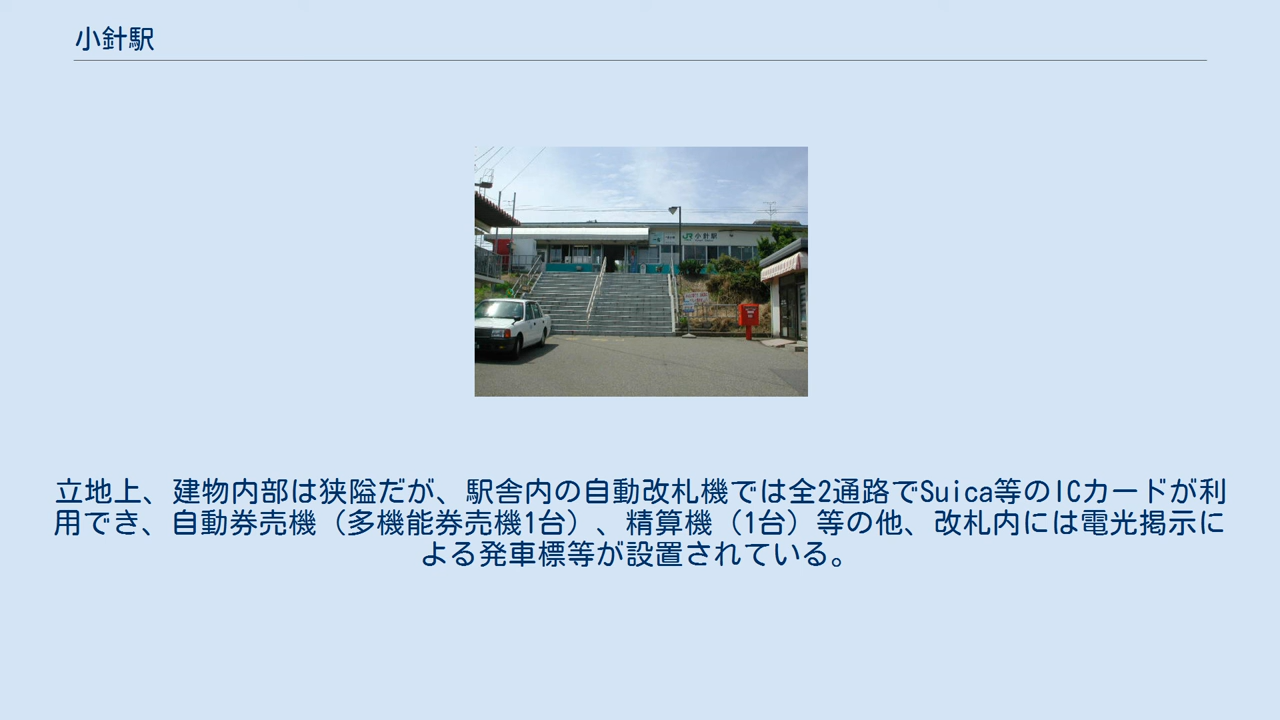 小針駅
JR 小針駅
立地上、建物内部は狭隘だが、駅舎内の自動改札機では全2通路でSuica等のICカードが利
用でき、自動券売機（多機能券売機1台）、精算機（1台）等の他、改札内には電光掲示に
よる発車標等が設置されている。